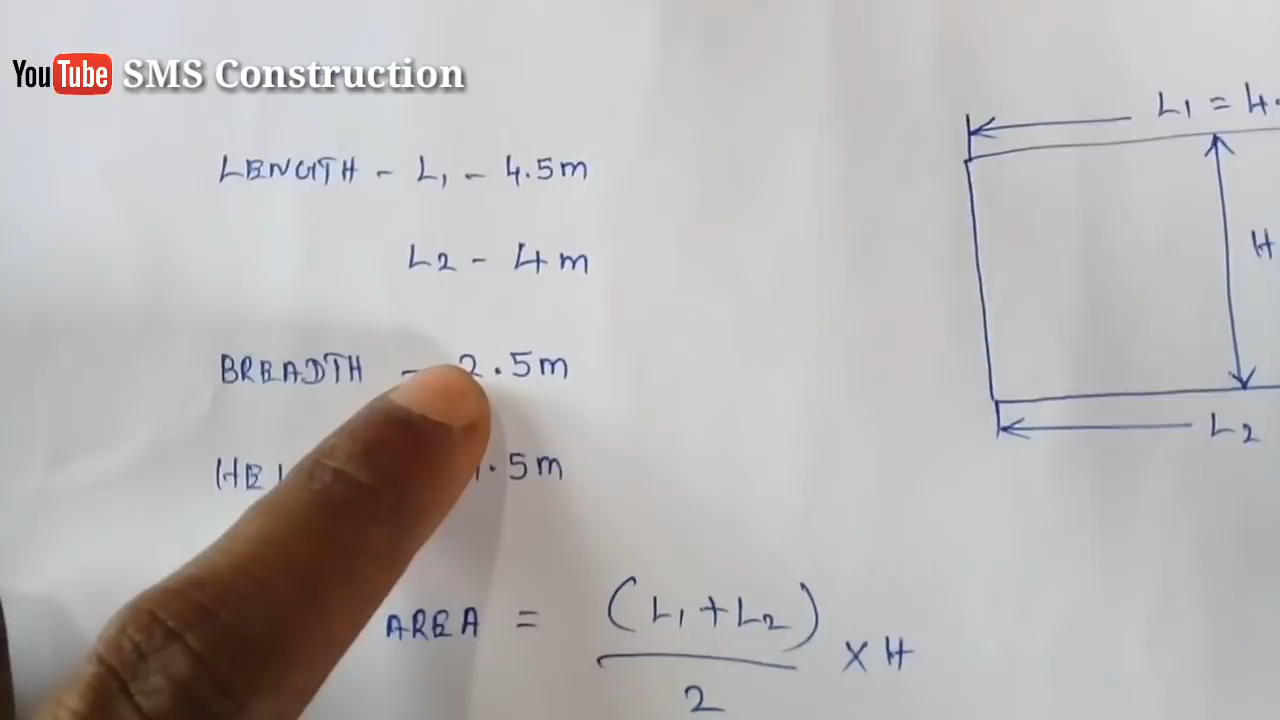 YouTube SMS Construction
LENGTH - L1 - 4.5m
L2 - 4m
BREADTH - 2.5m
.5m
AREA = (L1+L2)
2
X H
L1 = 4.
H
L2